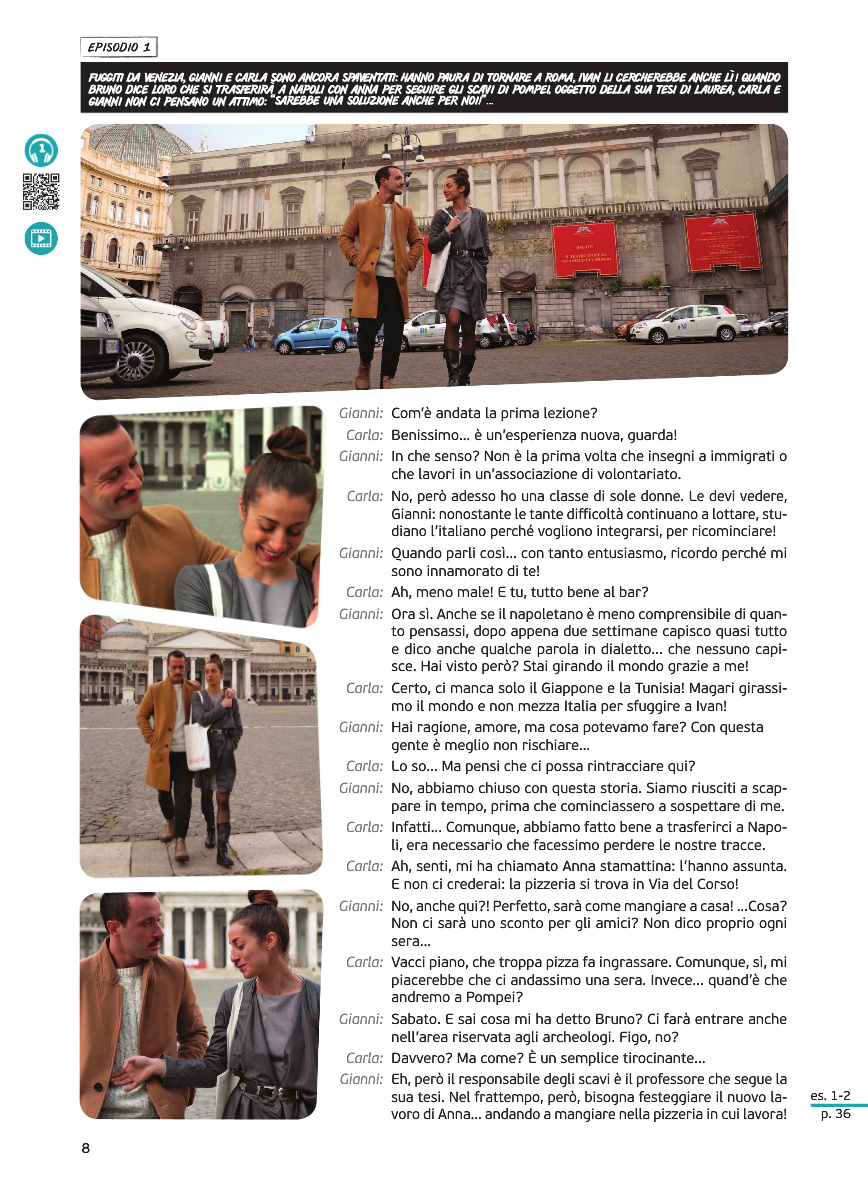 EPISODIO 1
FUGGITI DA VENEZIA, GIANNI E CARLA SONO ANCORA SPAVENTATI: HANNO PAURA DI TORNARE A ROMA, IVAN LI CERCHEREBBE ANCHE LÌ! QUANDO
BRUNO DICE LORO CHE SI TRASFERIRÀ A NAPOLI CON ANNA PER SEGUIRE GLI SCAVI DI POMPEI, OGGETTO DELLA SUA TESI DI LAUREA, CARLA E
GIANNI NON CI PENSANO UN ATTIMO: "SAREBBE UNA SOLUZIONE ANCHE PER NOI!"...
1
Gianni: Com'è andata la prima lezione?
Carla: Benissimo... è un'esperienza nuova, guarda!
Gianni: In che senso? Non è la prima volta che insegni a immigrati o
che lavori in un'associazione di volontariato.
Carla: No, però adesso ho una classe di sole donne. Le devi vedere,
Gianni: nonostante le tante difficoltà continuano a lottare, stu-
diano l'italiano perché vogliono integrarsi, per ricominciare!
Gianni: Quando parli così... con tanto entusiasmo, ricordo perché mi
sono innamorato di te!
Carla: Ah, meno male! E tu, tutto bene al bar?
Gianni: Ora sì. Anche se il napoletano è meno comprensibile di quan-
to pensassi, dopo appena due settimane capisco quasi tutto
e dico anche qualche parola in dialetto... che nessuno capi-
sce. Hai visto però? Stai girando il mondo grazie a me!
Carla: Certo, ci manca solo il Giappone e la Tunisia! Magari girassi-
mo il mondo e non mezza Italia per sfuggire a Ivan!
Gianni: Hai ragione, amore, ma cosa potevamo fare? Con questa
gente è meglio non rischiare...
Carla: Lo so... Ma pensi che ci possa rintracciare qui?
Gianni: No, abbiamo chiuso con questa storia. Siamo riusciti a scap-
pare in tempo, prima che cominciassero a sospettare di me.
Carla: Infatti... Comunque, abbiamo fatto bene a trasferirci a Napo-
li, era necessario che facessimo perdere le nostre tracce.
Carla: Ah, senti, mi ha chiamato Anna stamattina: l'hanno assunta.
E non ci crederai: la pizzeria si trova in Via del Corso!
Gianni: No, anche qui?! Perfetto, sarà come mangiare a casa! ...Cosa?
Non ci sarà uno sconto per gli amici? Non dico proprio ogni
sera...
Carla: Vacci piano, che troppa pizza fa ingrassare. Comunque, sì, mi
piacerebbe che ci andassimo una sera. Invece... quand'è che
andremo a Pompei?
Gianni: Sabato. E sai cosa mi ha detto Bruno? Ci farà entrare anche
nell'area riservata agli archeologi. Figo, no?
Carla: Davvero? Ma come? È un semplice tirocinante...
Gianni: Eh, però il responsabile degli scavi è il professore che segue la
sua tesi. Nel frattempo, però, bisogna festeggiare il nuovo la-
voro di Anna... andando a mangiare nella pizzeria in cui lavora!
es. 1-2
p. 36
8